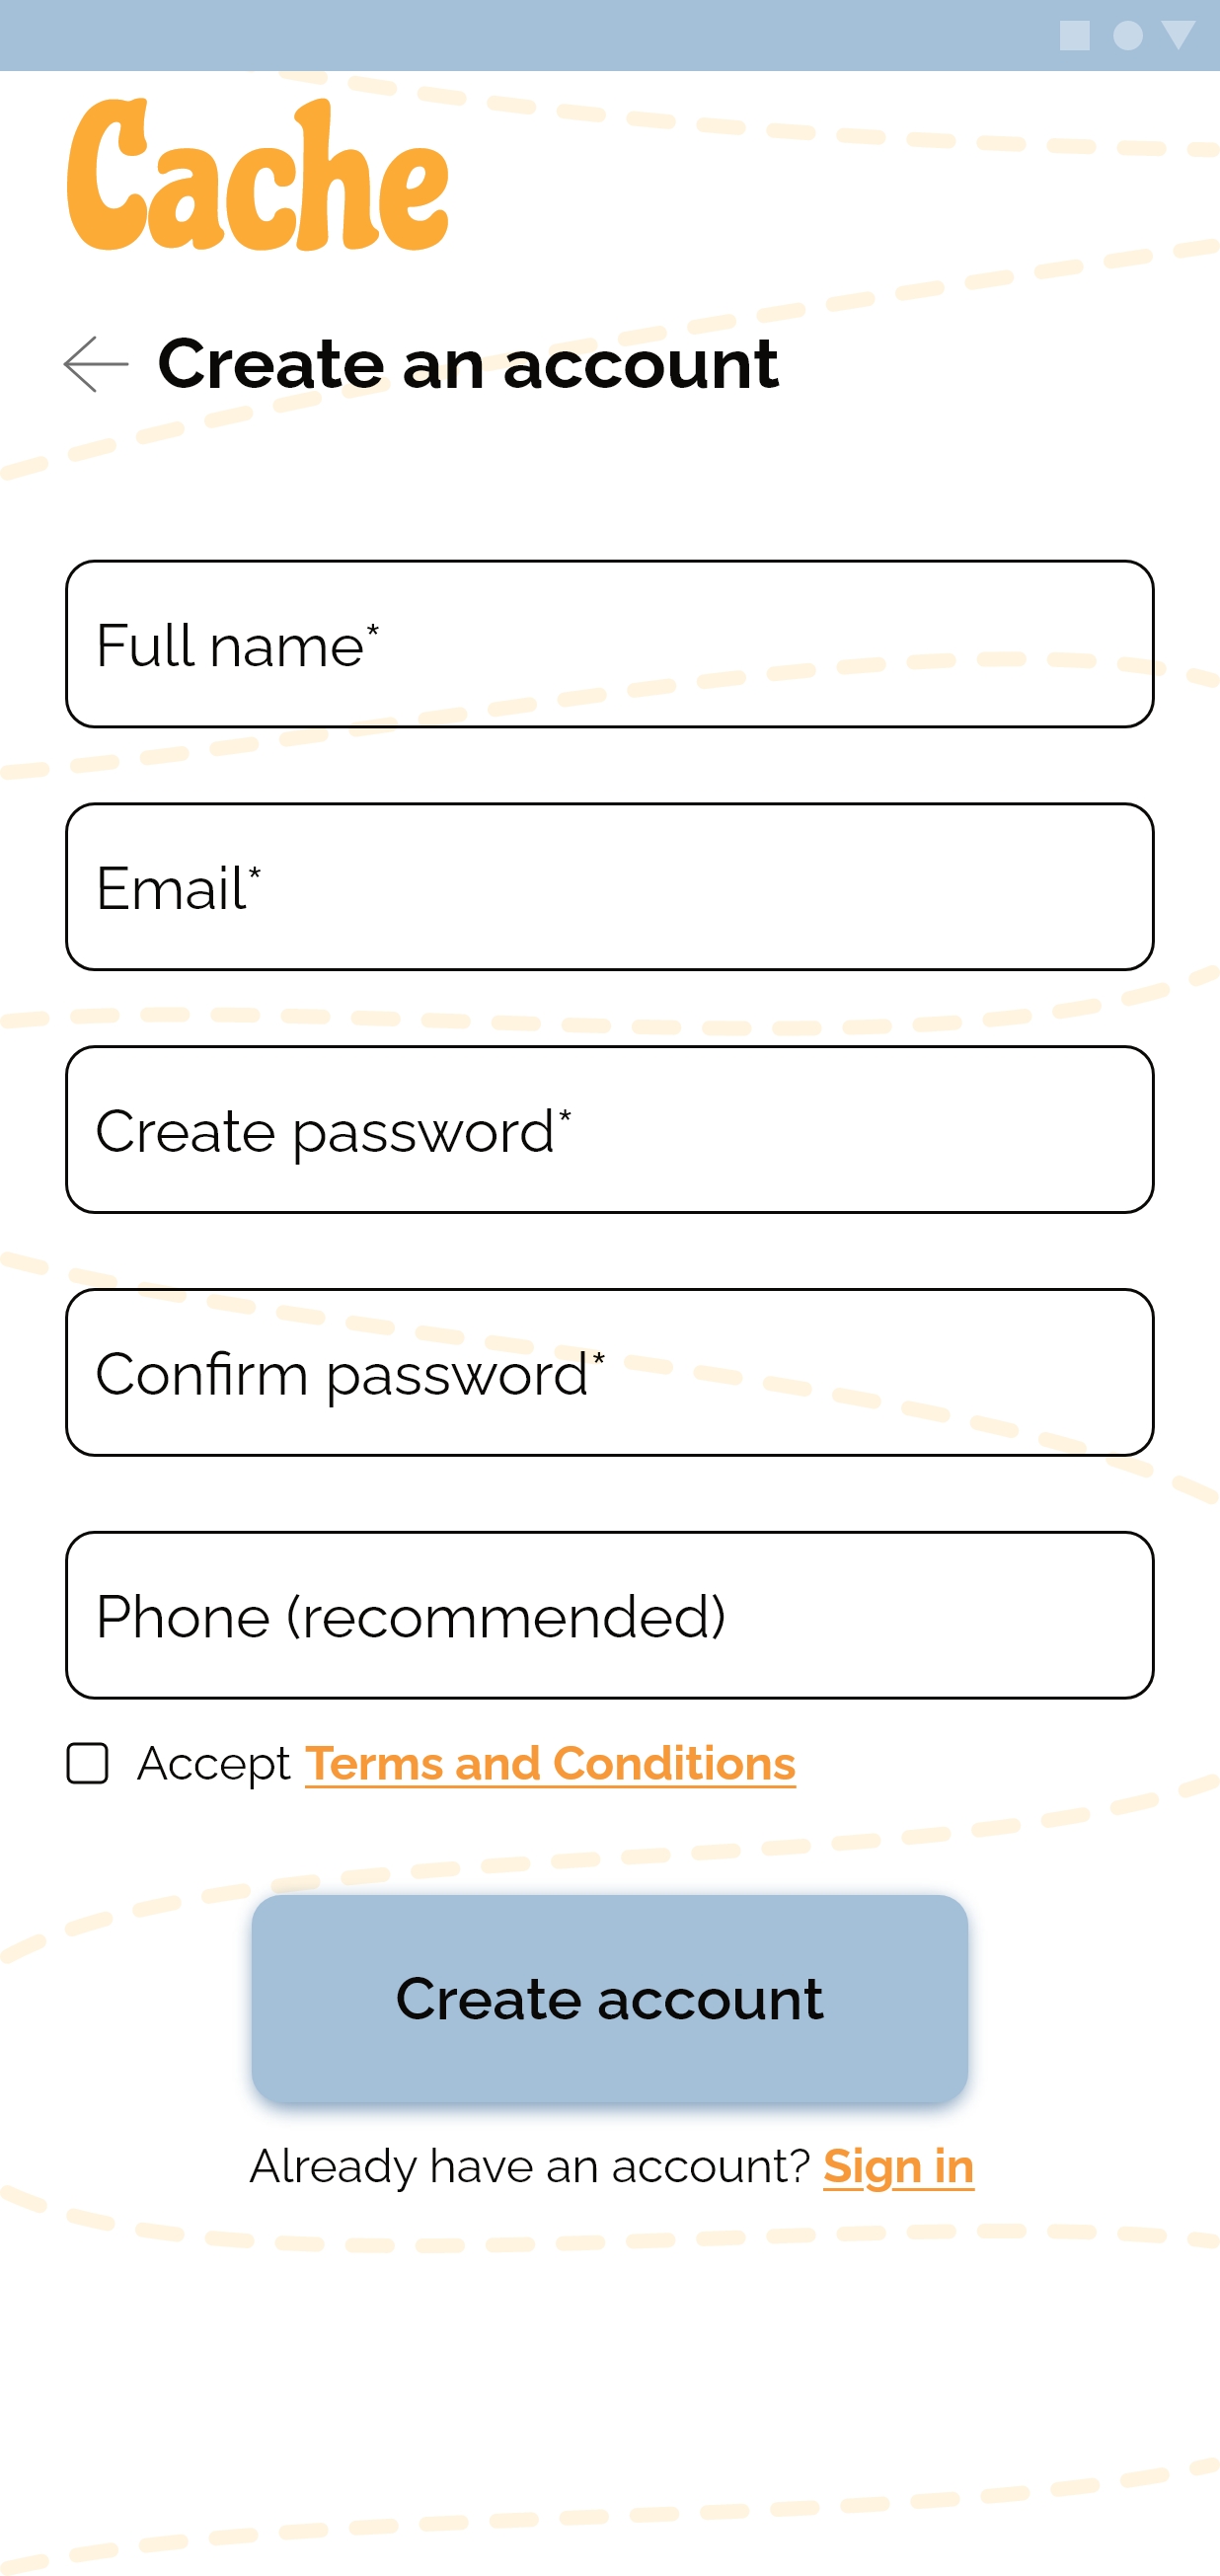 Cache
Create an account
Full name*
Email*
Create password*
Confirm password*
Phone (recommended)
Accept Terms and Conditions
Create account
Already have an account? Sign in